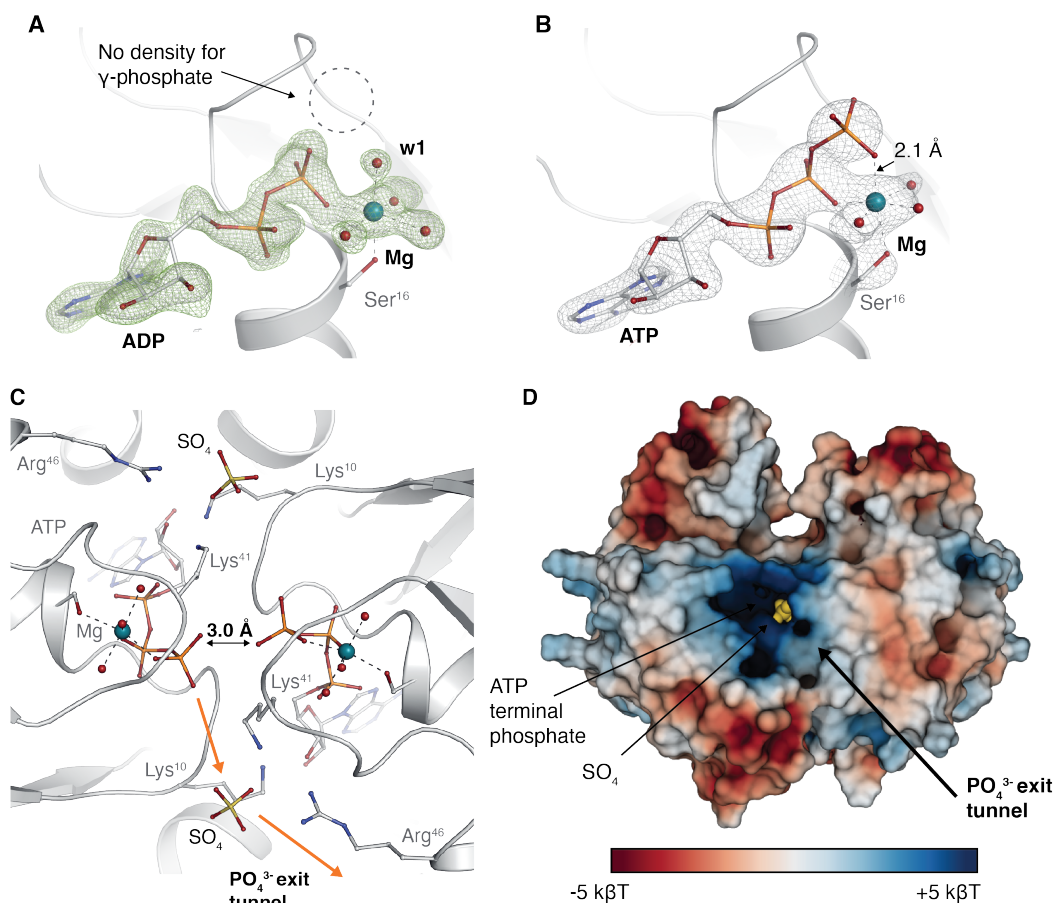 A
No density for
γ-phosphate
w1
Mg
Ser¹⁶
ADP
B
2.1 Å
Mg
Ser¹⁶
ATP
C
SO₄
Arg⁴⁶
Lys¹⁰
ATP
Lys⁴¹
Mg
3.0 Å
Lys⁴¹
Lys¹⁰
SO₄
Arg⁴⁶
PO₄³⁻ exit
tunnel
D
ATP
terminal
phosphate
SO₄
PO₄³⁻ exit
tunnel
-5 kβT
+5 kβT